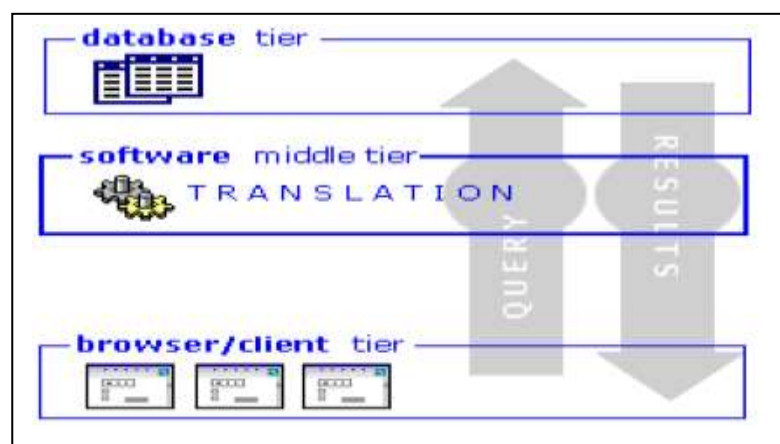 database tier
software middle tier
TRANSLATION
QUERY
RESULTS
browser/client tier